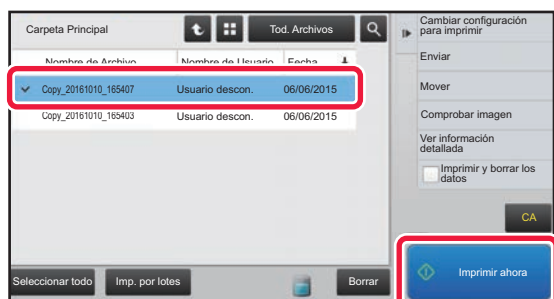 Carpeta Principal
Tod. Archivos
Nombre de Archivo Nombre de Usuario Fecha
Copy_20161010_165407 Usuario descon. 06/06/2015
Copy_20161010_165403 Usuario descon. 06/06/2015
Seleccionar todo Imp. por lotes Borrar
Cambiar configuración
para imprimir
Enviar
Mover
Comprobar imagen
Ver información
detallada
Imprimir y borrar los
datos
CA
Imprimir ahora